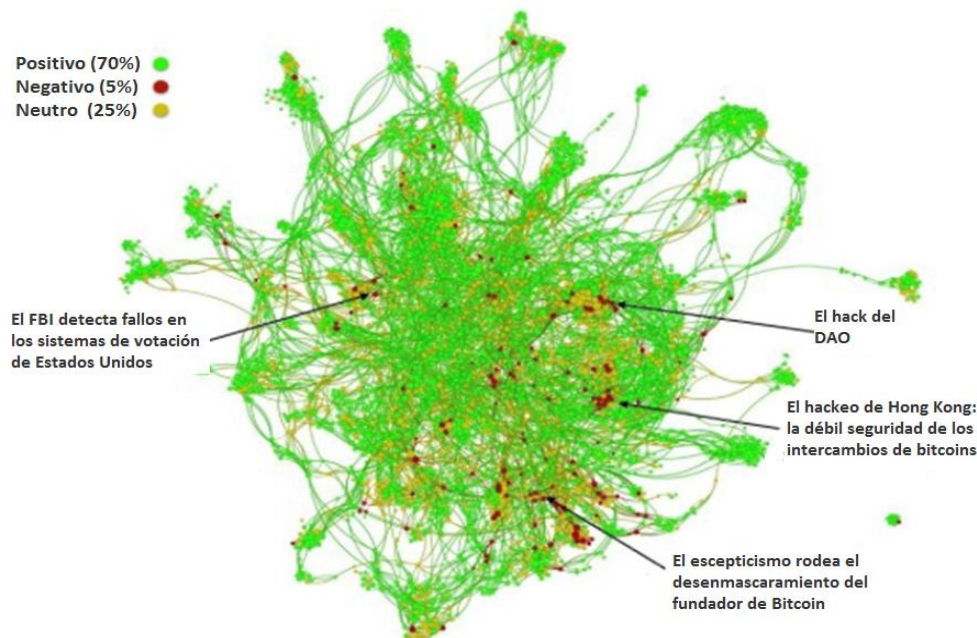 Positivo (70%)
Negativo (5%)
Neutro (25%)
El FBI detecta fallos en
los sistemas de votación
de Estados Unidos
El hack del
DAO
El hackeo de Hong Kong:
la débil seguridad de los
intercambios de bitcoins
El escepticismo rodea el
desenmascaramiento del
fundador de Bitcoin